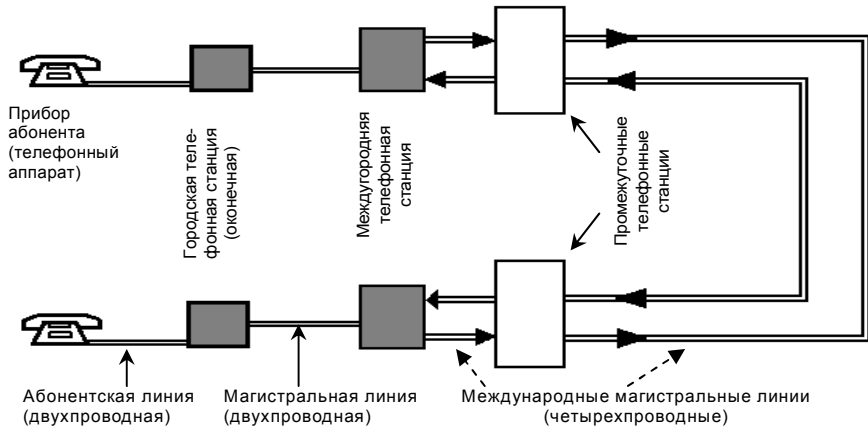 Прибор
абонента
(телефонный
аппарат)
Городская теле-
фонная станция
(оконечная)
Междугородняя
телефонная
станция
Промежуточные
телефонные
станции
Абонентская линия
(двухпроводная)
Магистральная линия
(двухпроводная)
Международные магистральные линии
(четырехпроводные)